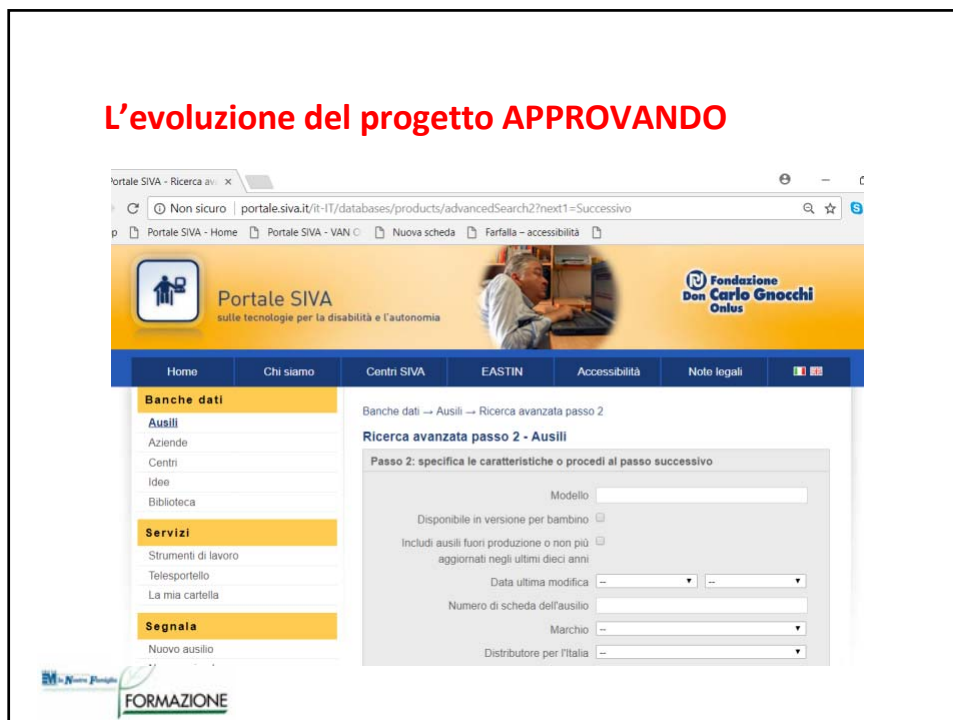 L’evoluzione del progetto APPROVANDO
Portale SIVA - Ricerca av
Non sicuro | portale.siva.it/it-IT/databases/products/advancedSearch2?next1=Successivo
p Portale SIVA - Home Portale SIVA - VAN O Nuova scheda Farfalla – accessibilità
Portale SIVA
sulle tecnologie per la disabilità e l'autonomia
Fondazione
Don Carlo Gnocchi
Onlus
Home Chi siamo Centri SIVA EASTIN Accessibilità Note legali
Banche dati
Ausili
Aziende
Centri
Idee
Biblioteca
Servizi
Strumenti di lavoro
Telesportello
La mia cartella
Segnala
Nuovo ausilio
Banche dati → Ausili → Ricerca avanzata passo 2
Ricerca avanzata passo 2 - Ausili
Passo 2: specifica le caratteristiche o procedi al passo successivo
Modello
Disponibile in versione per bambino
Includi ausili fuori produzione o non più
aggiornati negli ultimi dieci anni
Data ultima modifica -- --
Numero di scheda dell'ausilio
Marchio --
Distributore per l'Italia --
la Nostra Famiglia
FORMAZIONE